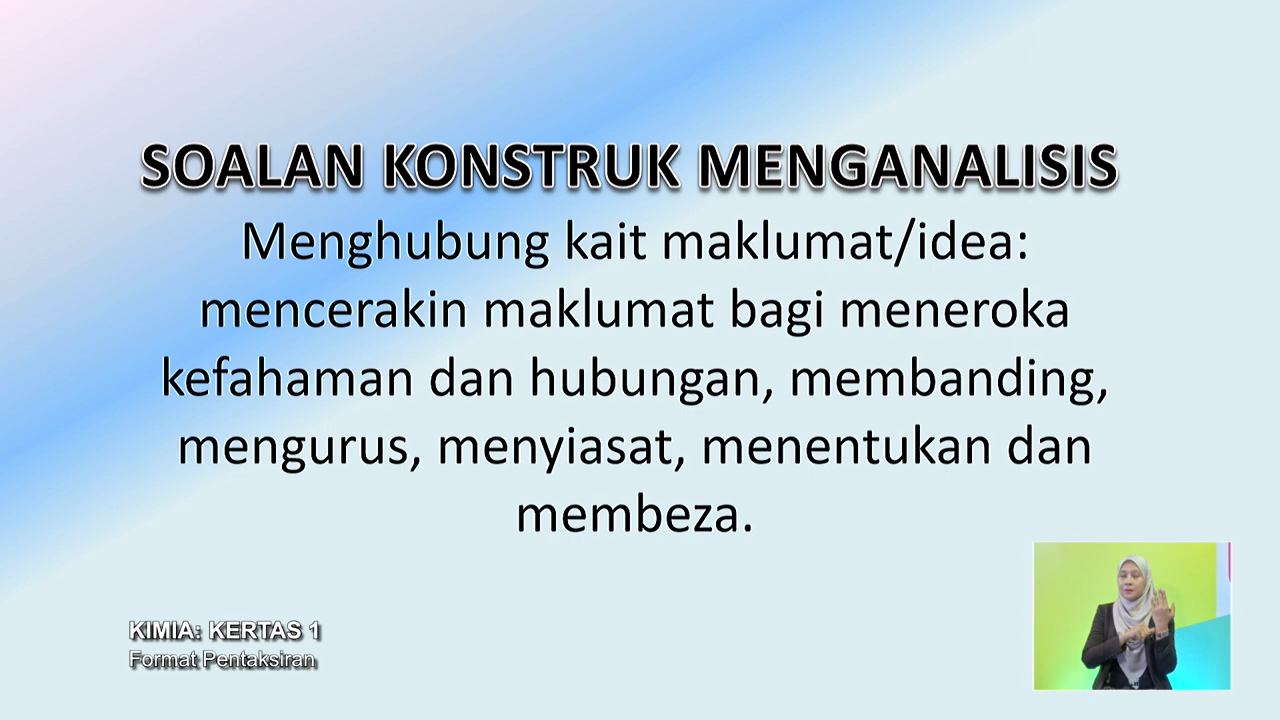 SOALAN KONSTRUK MENGANALISIS
Menghubung kait maklumat/idea:
mencerakin maklumat bagi meneroka
kefahaman dan hubungan, membanding,
mengurus, menyiasat, menentukan dan
membeza.
KIMIA: KERTAS 1
Format Pentaksiran